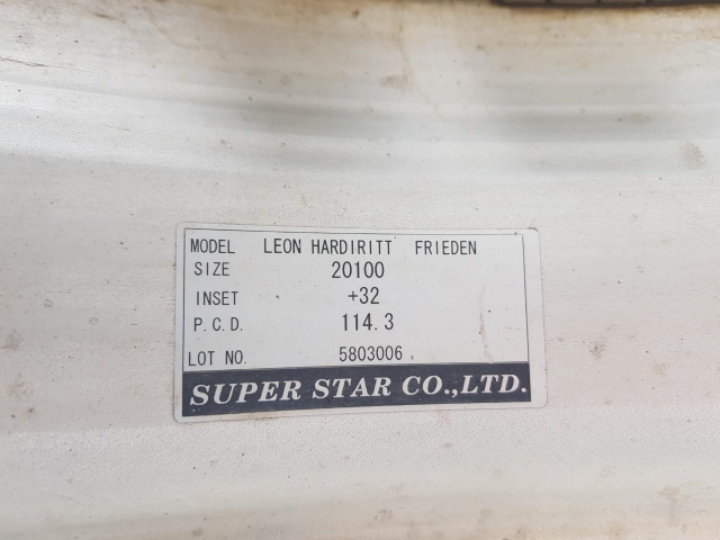 MODEL LEON HARDIRITT FRIEDEN
SIZE 20100
INSET +32
P.C.D. 114.3
LOT NO. 5803006
SUPER STAR CO.,LTD.